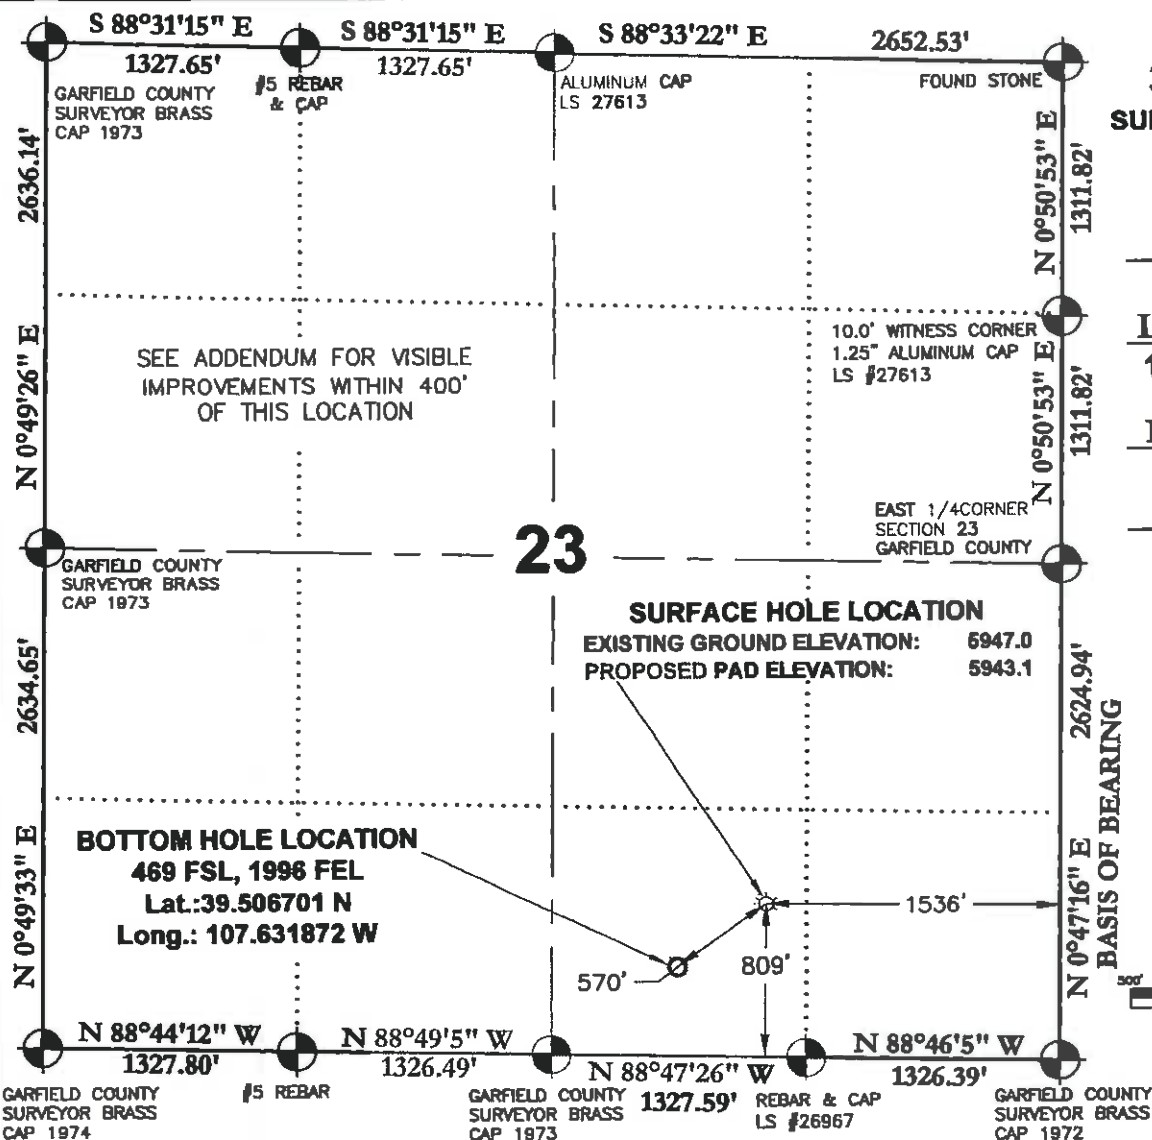 S 88°31'15" E
1327.65'
S 88°31'15" E
1327.65'
S 88°33'22" E
2652.53'
GARFIELD COUNTY
SURVEYOR BRASS
CAP 1973
#5 REBAR
& CAP
ALUMINUM CAP
LS 27613
FOUND STONE
2636.14'
N 0°49'26" E
N 0°50'53" E
1311.82'
SEE ADDENDUM FOR VISIBLE
IMPROVEMENTS WITHIN 400'
OF THIS LOCATION
10.0' WITNESS CORNER
1.25" ALUMINUM CAP
LS #27613
N 0°50'53" E
1311.82'
23
EAST 1/4CORNER
SECTION 23
GARFIELD COUNTY
GARFIELD COUNTY
SURVEYOR BRASS
CAP 1973
SURFACE HOLE LOCATION
EXISTING GROUND ELEVATION: 5947.0
PROPOSED PAD ELEVATION: 5943.1
2634.65'
N 0°49'33" E
2624.94'
N 0°47'16" E
BASIS OF BEARING
BOTTOM HOLE LOCATION
469 FSL, 1996 FEL
Lat.:39.506701 N
Long.: 107.631872 W
1536'
809'
570'
500'
N 88°44'12" W
1327.80'
N 88°49'5" W
1326.49'
N 88°47'26" W
1327.59'
N 88°46'5" W
1326.39'
GARFIELD COUNTY
SURVEYOR BRASS
CAP 1974
#5 REBAR
GARFIELD COUNTY
SURVEYOR BRASS
CAP 1973
REBAR & CAP
LS #26967
GARFIELD COUNTY
SURVEYOR BRASS
CAP 1972